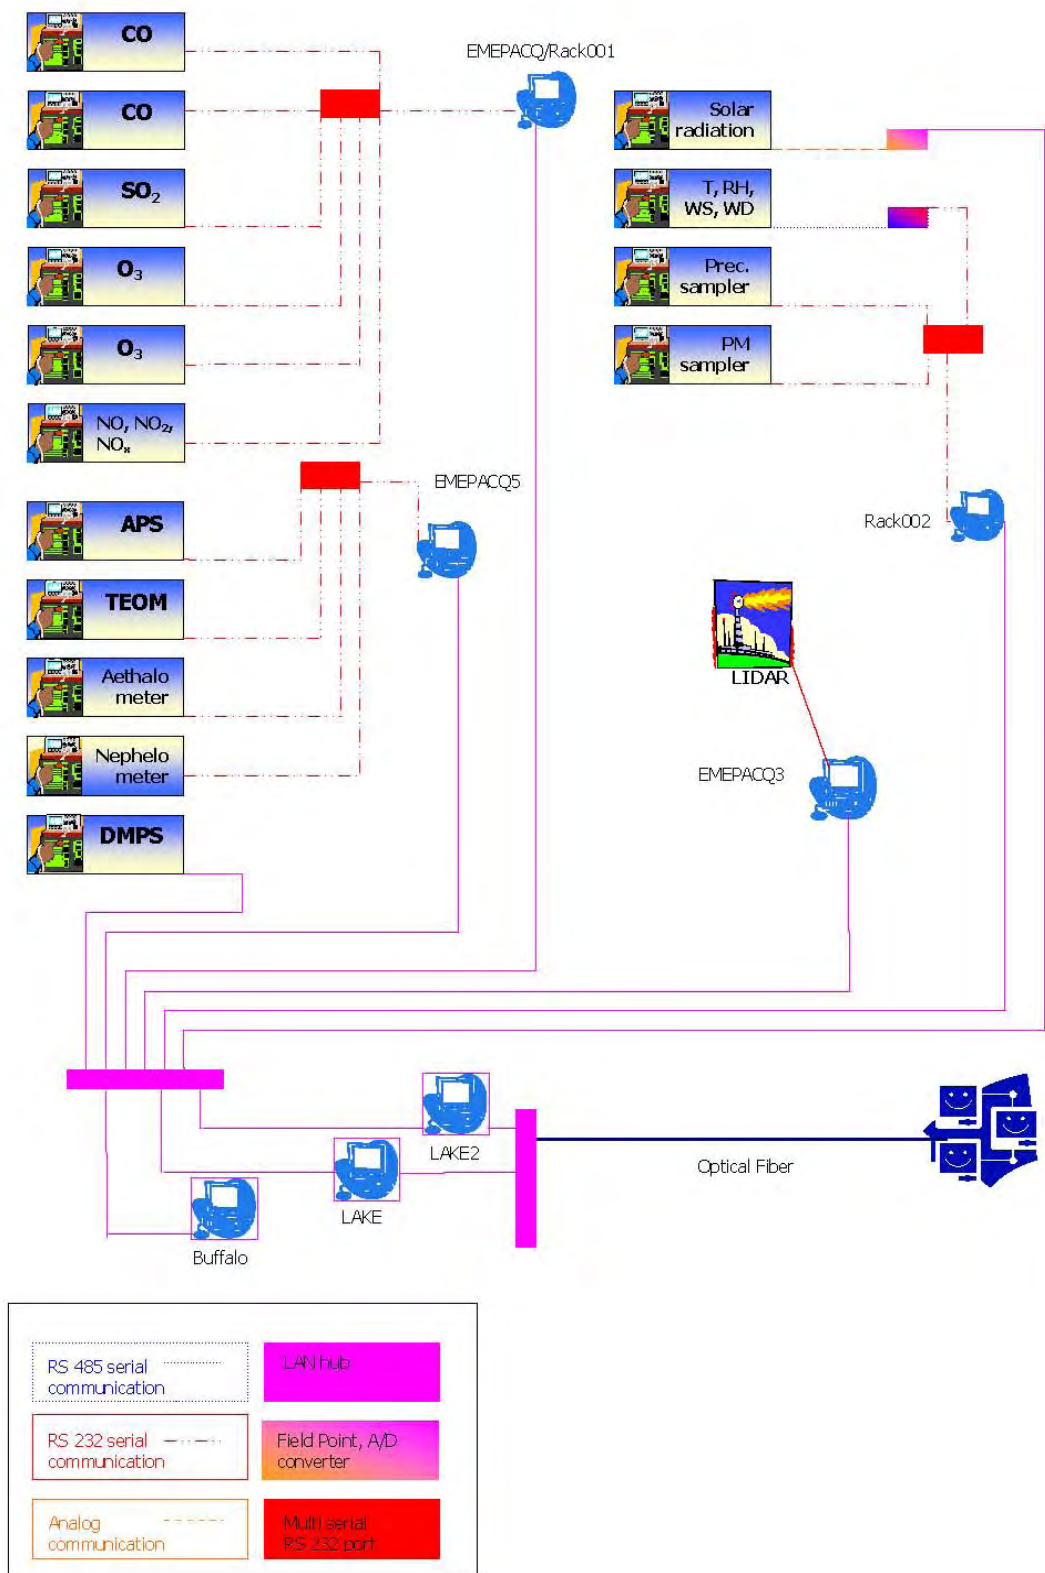 CO
EMEPACQ/Rack001
CO
Solar
radiation
SO2
T, RH,
WS, WD
O3
Prec.
sampler
O3
PM
sampler
NO, NO2,
NOx
EMEPACQ5
APS
Rack002
TEOM
Aethalo
meter
LIDAR
Nephelo
meter
EMEPACQ3
DMPS
LAKE2
Optical Fiber
LAKE
Buffalo
RS 485 serial
communication
LAN hub
RS 232 serial
communication
Field Point, A/D
converter
Analog
communication
Multi serial
RS 232 port